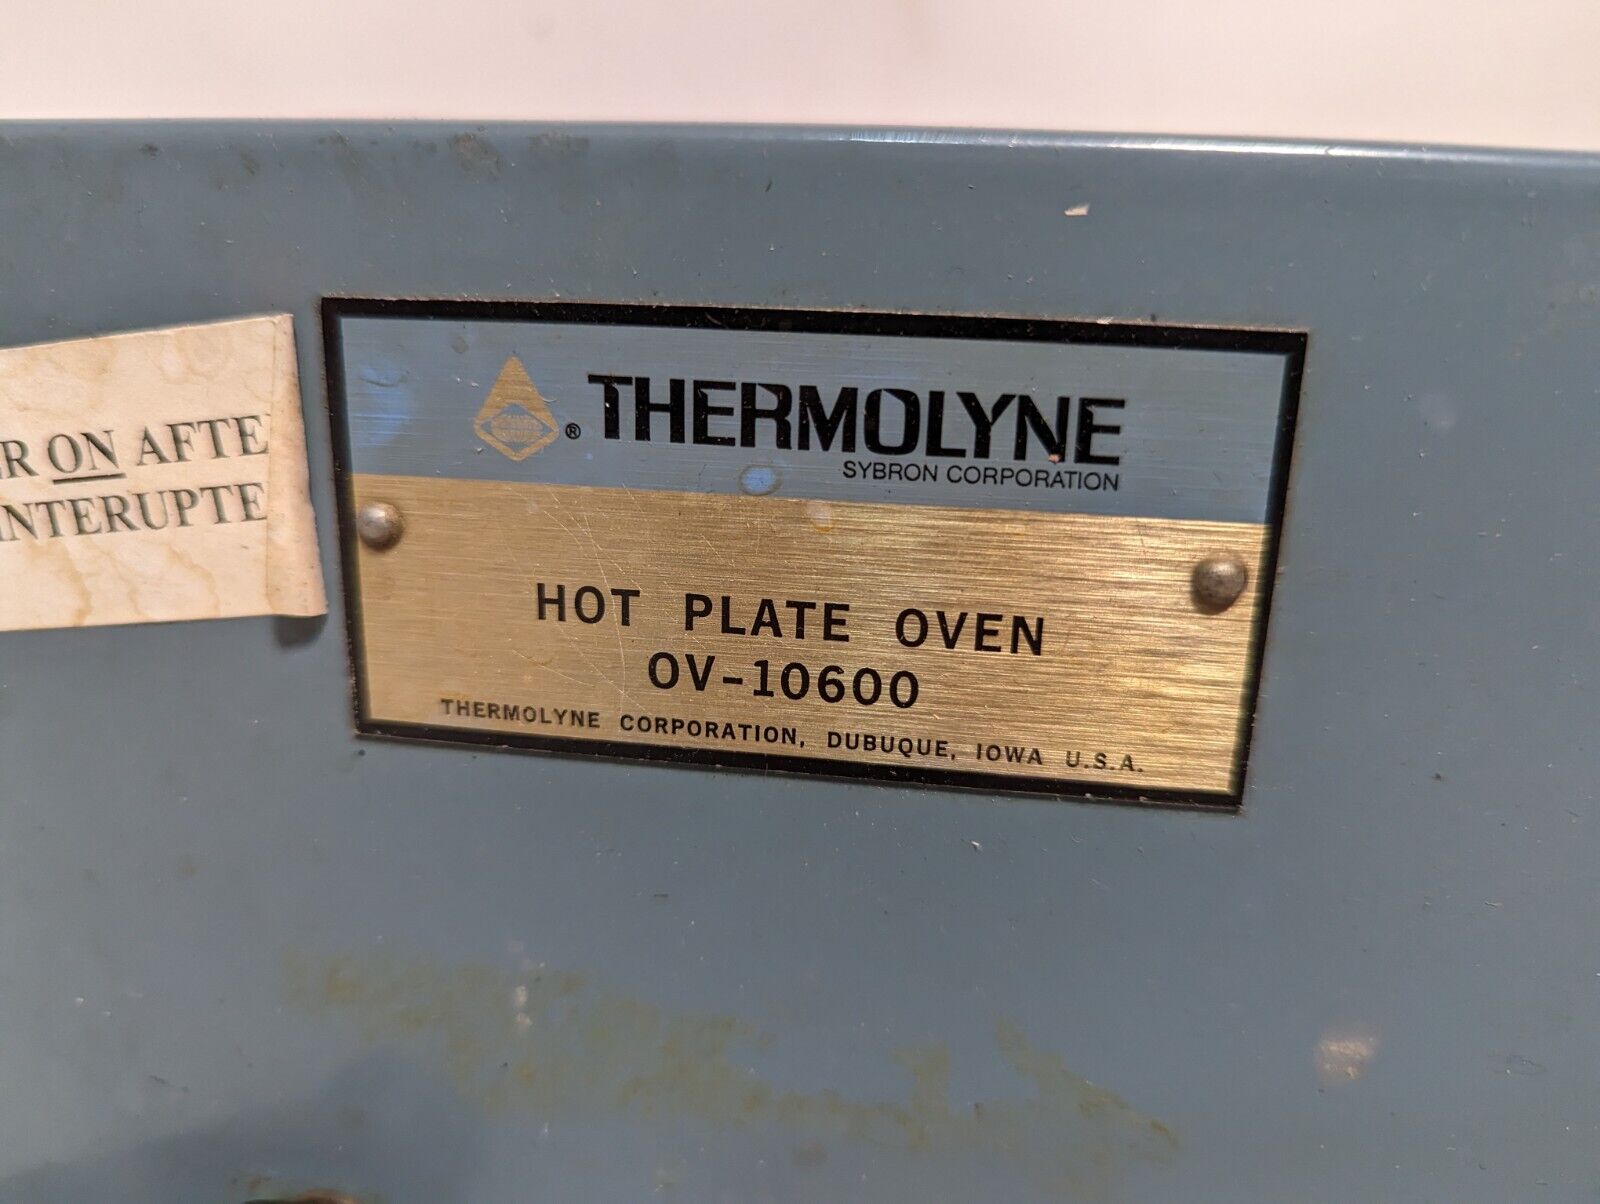 R ON AFTE
INTERUPTE
® THERMOLYNE
SYBRON CORPORATION
HOT PLATE OVEN
OV-10600
THERMOLYNE CORPORATION, DUBUQUE, IOWA U.S.A.